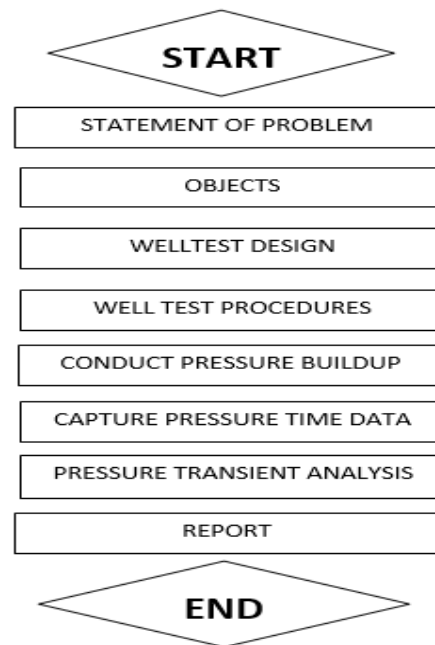 START
STATEMENT OF PROBLEM
OBJECTS
WELLTEST DESIGN
WELL TEST PROCEDURES
CONDUCT PRESSURE BUILDUP
CAPTURE PRESSURE TIME DATA
PRESSURE TRANSIENT ANALYSIS
REPORT
END